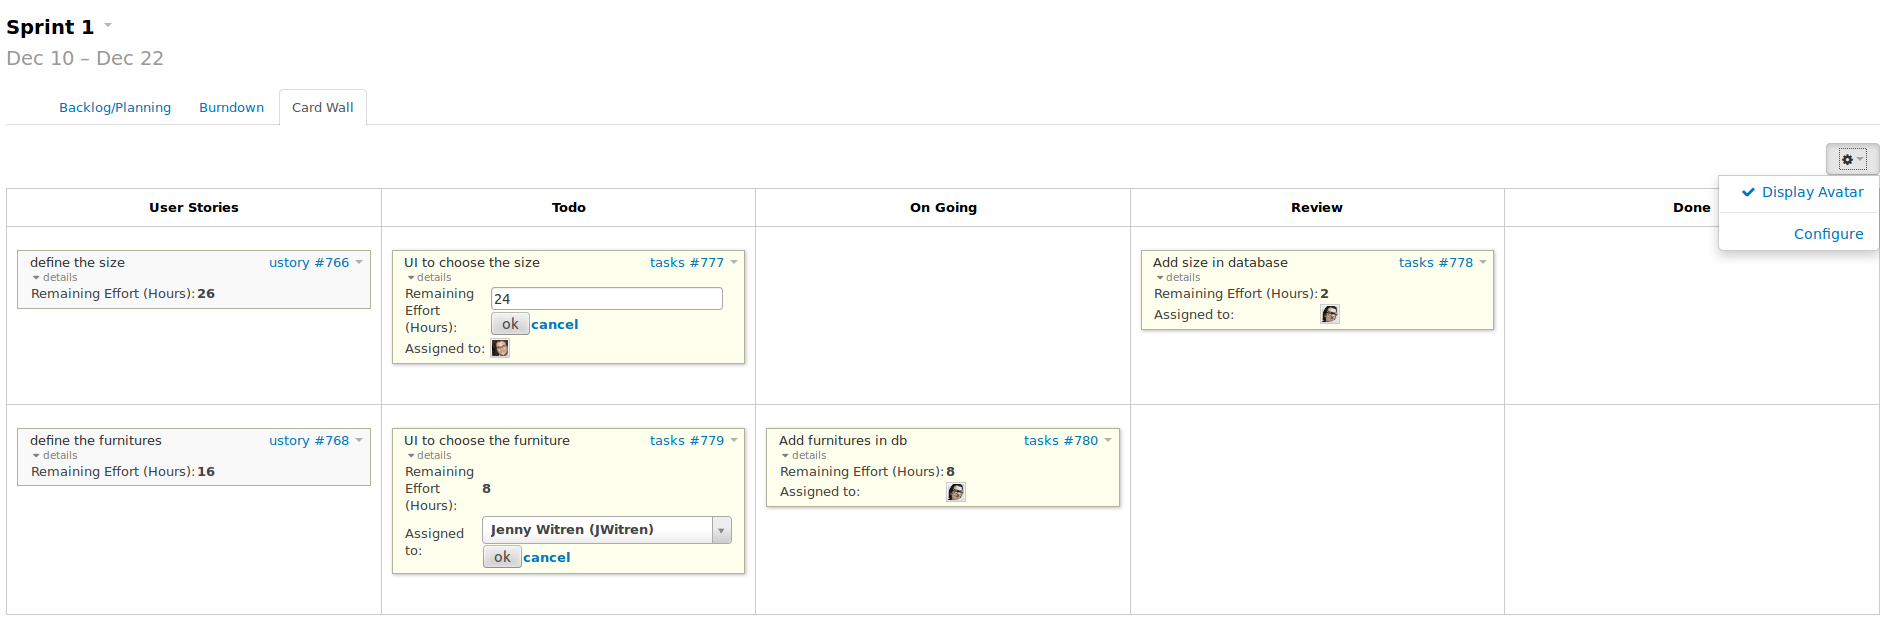 Sprint 1
Dec 10 – Dec 22
Backlog/Planning Burndown Card Wall
Display Avatar
Configure
User Stories Todo On Going Review Done
define the size ustory #766
details
Remaining Effort (Hours): 26
UI to choose the size tasks #777
details
Remaining
Effort
(Hours):
24
ok cancel
Assigned to:
Add size in database tasks #778
details
Remaining Effort (Hours): 2
Assigned to:
define the furnitures ustory #768
details
Remaining Effort (Hours): 16
UI to choose the furniture tasks #779
details
Remaining
Effort
(Hours):
8
Assigned
to:
Jenny Witren (JWitren)
ok cancel
Add furnitures in db tasks #780
details
Remaining Effort (Hours): 8
Assigned to: